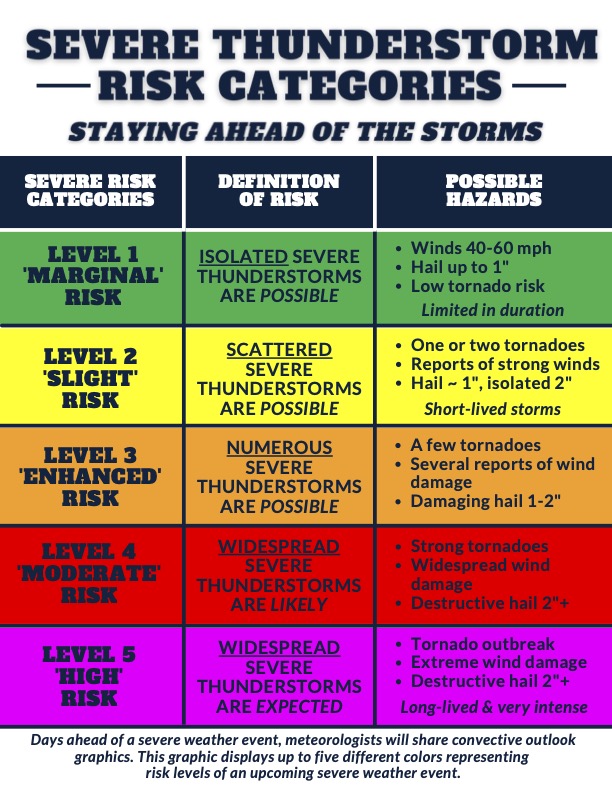 SEVERE THUNDERSTORM
RISK CATEGORIES
STAYING AHEAD OF THE STORMS
SEVERE RISK
CATEGORIES
DEFINITION
OF RISK
POSSIBLE
HAZARDS
LEVEL 1
'MARGINAL'
RISK
ISOLATED SEVERE
THUNDERSTORMS
ARE POSSIBLE
• Winds 40-60 mph
• Hail up to 1"
• Low tornado risk
Limited in duration
LEVEL 2
'SLIGHT'
RISK
SCATTERED
SEVERE
THUNDERSTORMS
ARE POSSIBLE
• One or two tornadoes
• Reports of strong winds
• Hail ~ 1", isolated 2"
Short-lived storms
LEVEL 3
'ENHANCED'
RISK
NUMEROUS
SEVERE
THUNDERSTORMS
ARE POSSIBLE
• A few tornadoes
• Several reports of wind
damage
• Damaging hail 1-2"
LEVEL 4
'MODERATE'
RISK
WIDESPREAD
SEVERE
THUNDERSTORMS
ARE LIKELY
• Strong tornadoes
• Widespread wind
damage
• Destructive hail 2"+
LEVEL 5
'HIGH'
RISK
WIDESPREAD
SEVERE
THUNDERSTORMS
ARE EXPECTED
• Tornado outbreak
• Extreme wind damage
• Destructive hail 2"+
Long-lived & very intense
Days ahead of a severe weather event, meteorologists will share convective outlook
graphics. This graphic displays up to five different colors representing
risk levels of an upcoming severe weather event.